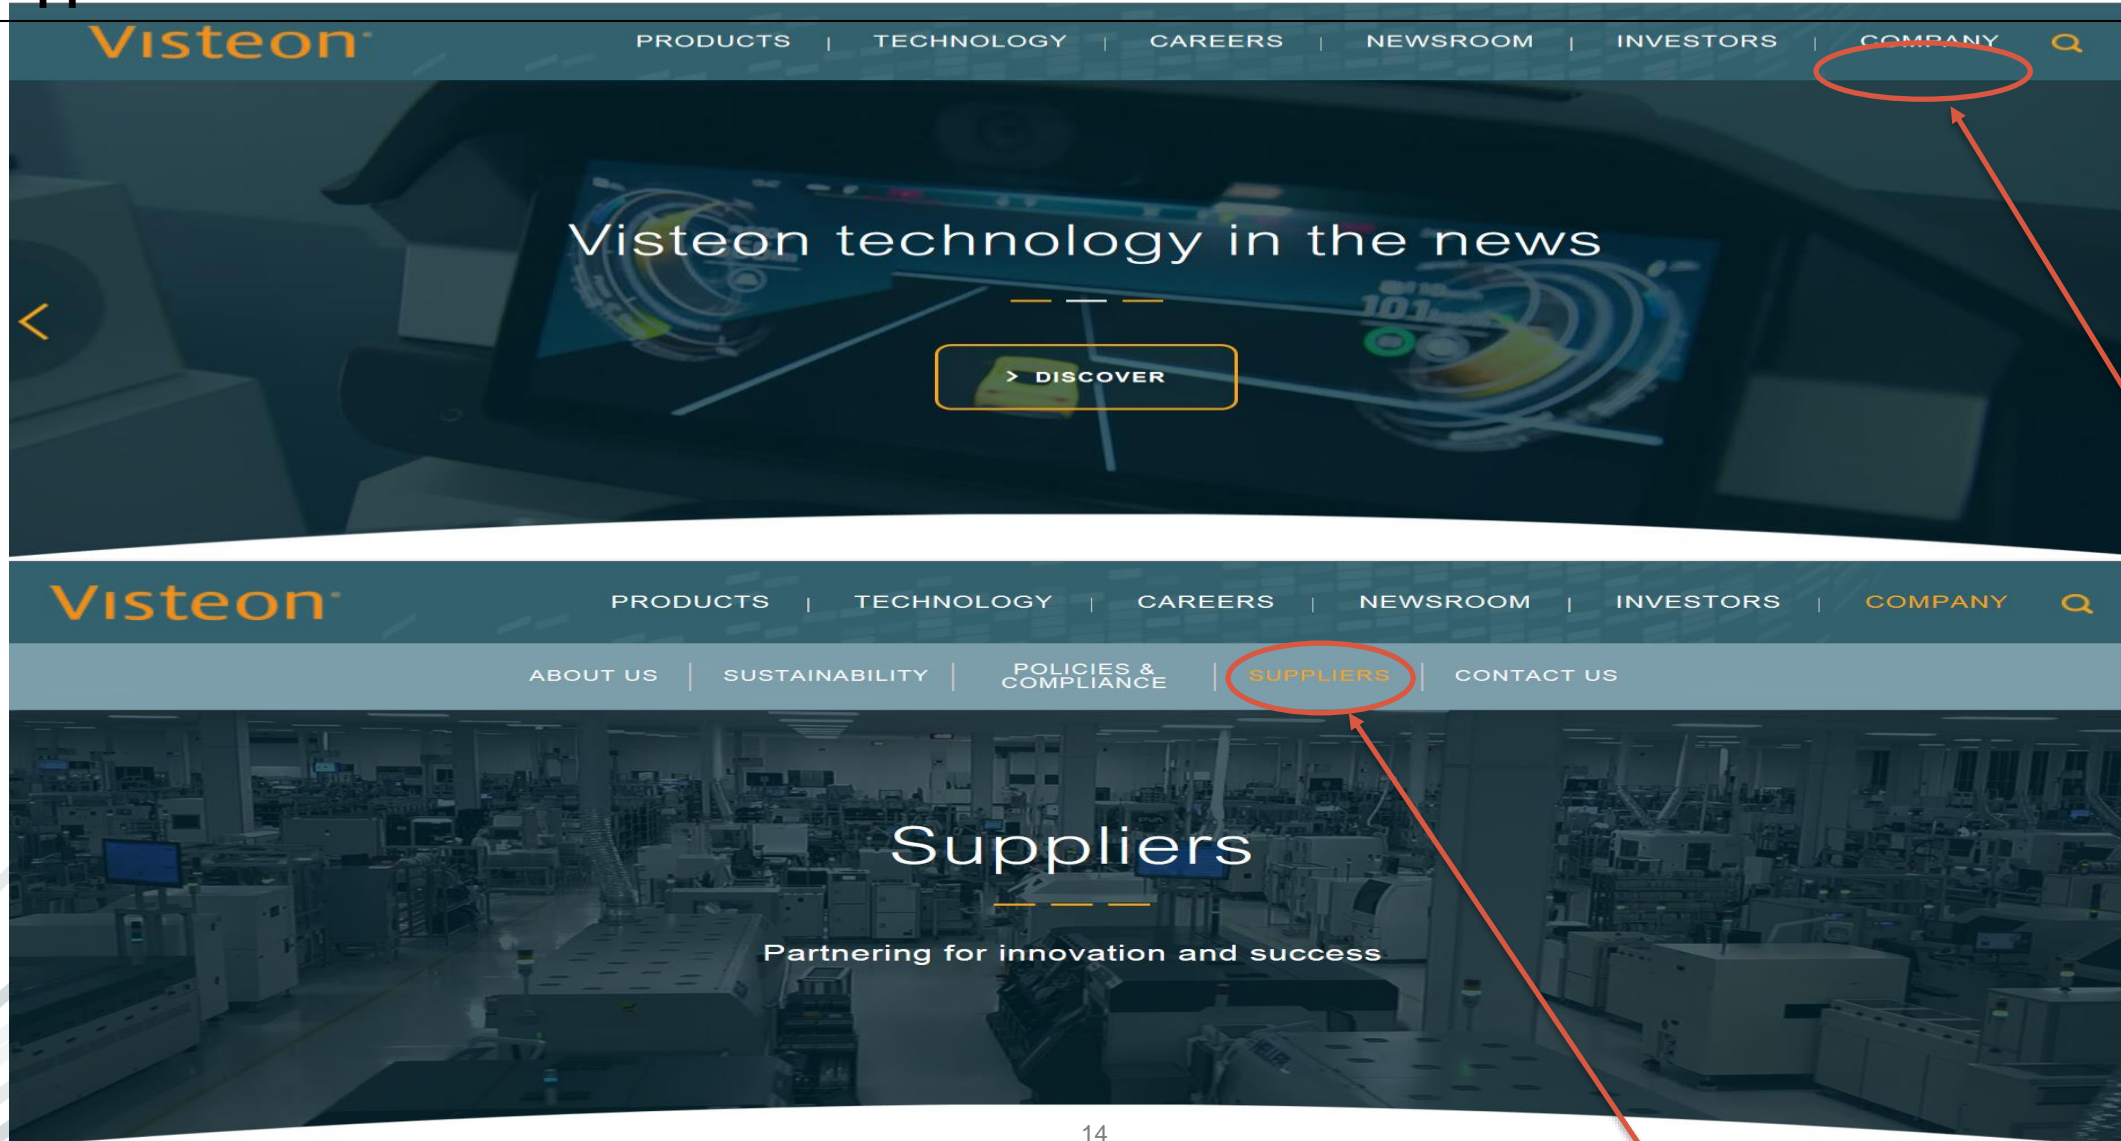 Visteon
PRODUCTS | TECHNOLOGY | CAREERS | NEWSROOM | INVESTORS | COMPANY
Visteon technology in the news
101
> DISCOVER
Visteon
PRODUCTS | TECHNOLOGY | CAREERS | NEWSROOM | INVESTORS | COMPANY
ABOUT US | SUSTAINABILITY | POLICIES & COMPLIANCE | SUPPLIERS | CONTACT US
Suppliers
Partnering for innovation and success
14